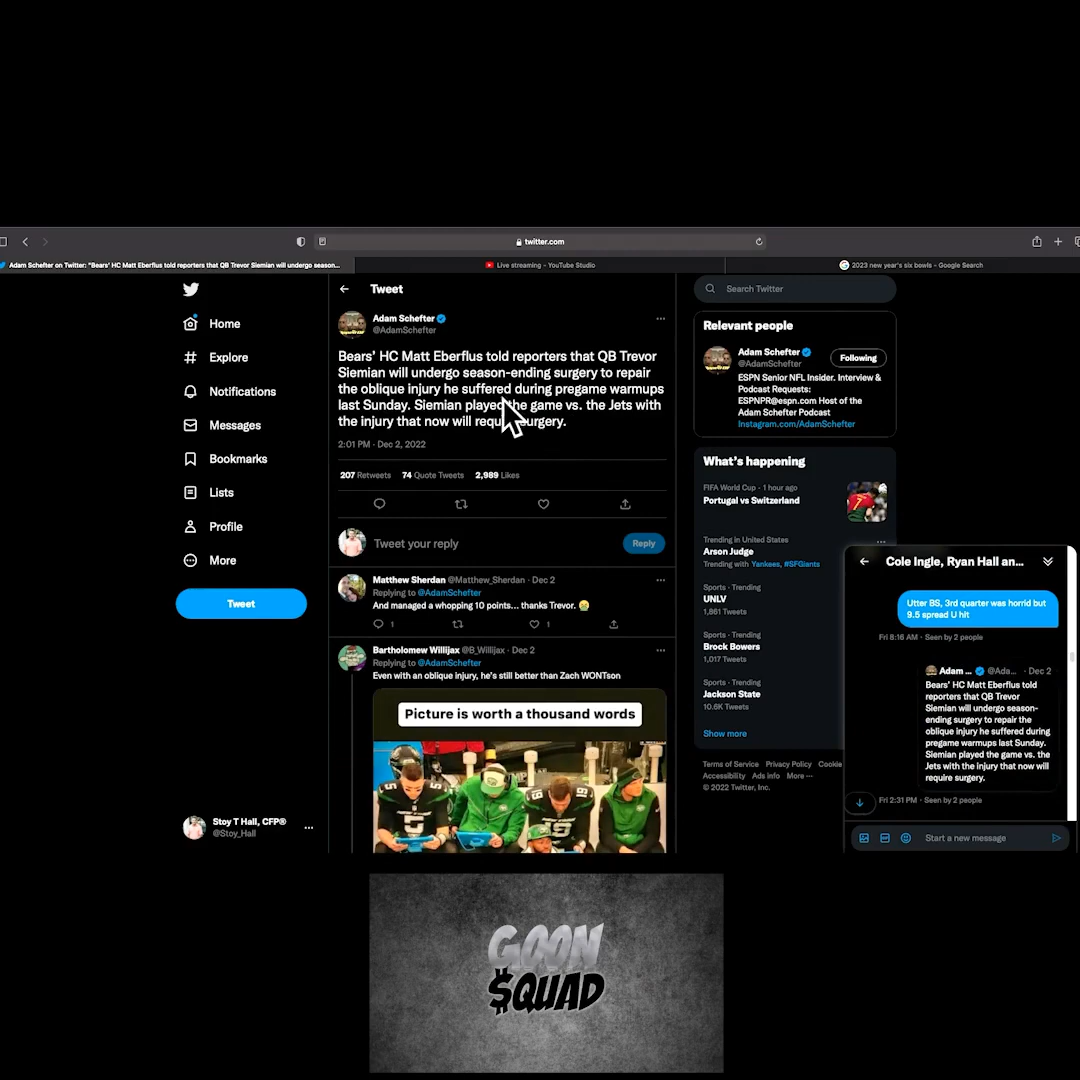 twitter.com
Adam Schefter on Twitter: "Bears' HC Matt Eberflus told reporters that QB Trevor Siemian will undergo season...
Live streaming - YouTube Studio
2023 new year's six bowls - Google Search
Home
Explore
Notifications
Messages
Bookmarks
Lists
Profile
More
Tweet
Stoy T Hall, CFP®
@Stoy_Hall
Tweet
Adam Schefter
@AdamSchefter
Bears' HC Matt Eberflus told reporters that QB Trevor
Siemian will undergo season-ending surgery to repair
the oblique injury he suffered during pregame warmups
last Sunday. Siemian played the game vs. the Jets with
the injury that now will require surgery.
2:01 PM · Dec 2, 2022
207 Retweets 74 Quote Tweets 2,989 Likes
Tweet your reply
Reply
Matthew Sherdan @Matthew_Sherdan · Dec 2
Replying to @AdamSchefter
And managed a whopping 10 points... thanks Trevor. 😭
1 1
Bartholomew Willijax @B_Willijax · Dec 2
Replying to @AdamSchefter
Even with an oblique injury, he's still better than Zach WONTson
Picture is worth a thousand words
5 5 19
Search Twitter
Relevant people
Adam Schefter
@AdamSchefter
Following
ESPN Senior NFL Insider. Interview &
Podcast Requests:
ESPNPR@espn.com Host of the
Adam Schefter Podcast
Instagram.com/AdamSchefter
What's happening
FIFA World Cup · 1 hour ago
Portugal vs Switzerland
7
Trending in United States
Arson Judge
Trending with Yankees, #SFGiants
Sports · Trending
UNLV
1,861 Tweets
Sports · Trending
Brock Bowers
1,017 Tweets
Sports · Trending
Jackson State
10.6K Tweets
Show more
Terms of Service Privacy Policy Cookie
Accessibility Ads info More ···
© 2022 Twitter, Inc.
Cole Ingle, Ryan Hall an...
Utter BS, 3rd quarter was horrid but
9.5 spread U hit
Fri 8:16 AM · Seen by 2 people
Adam ... @Ada... · Dec 2
Bears' HC Matt Eberflus told
reporters that QB Trevor
Siemian will undergo season-
ending surgery to repair the
oblique injury he suffered during
pregame warmups last Sunday.
Siemian played the game vs. the
Jets with the injury that now will
require surgery.
Fri 2:31 PM · Seen by 2 people
Start a new message
GOON
$QUAD